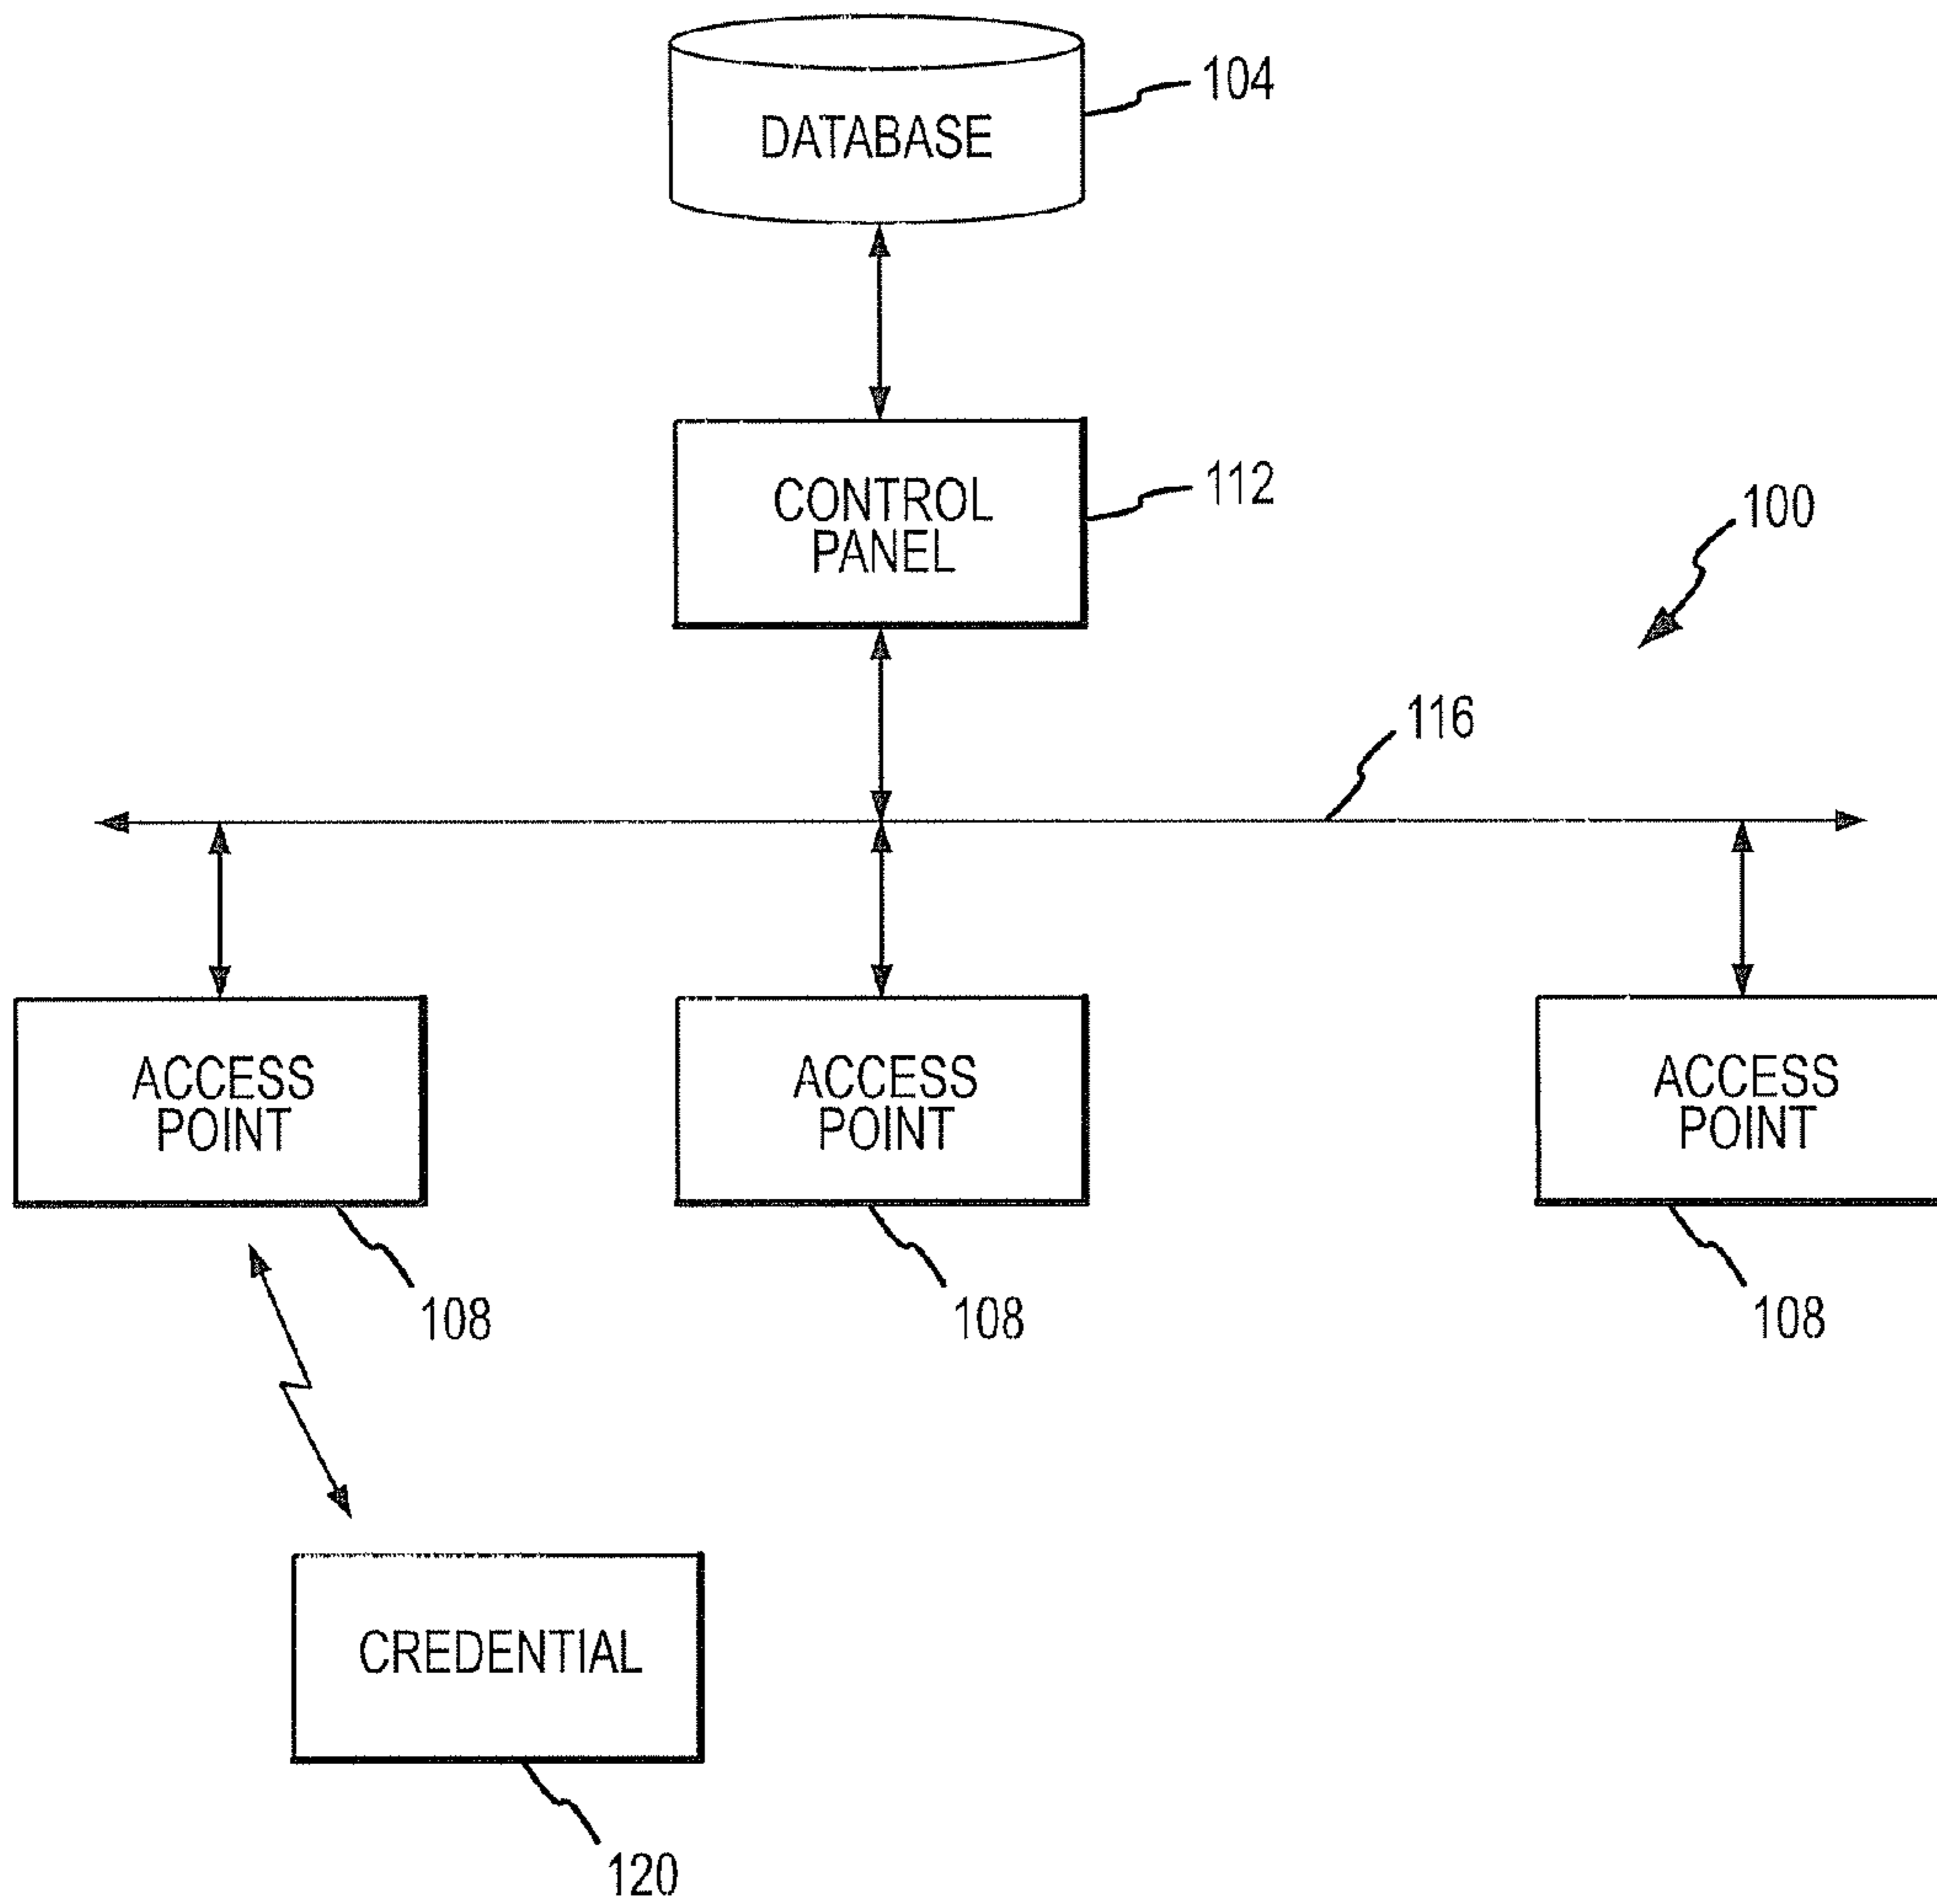 104
DATABASE
CONTROL
PANEL
112
100
116
ACCESS
POINT
ACCESS
POINT
ACCESS
POINT
108
108
108
CREDENTIAL
120